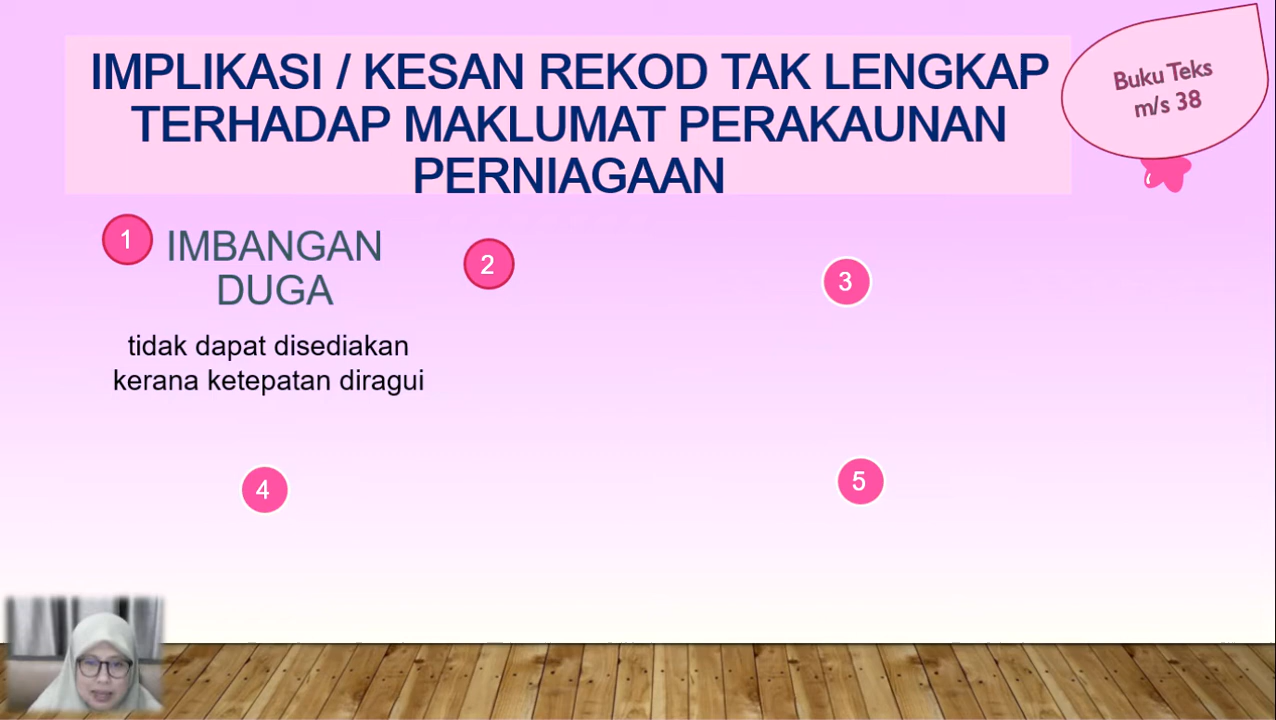 IMPLIKASI / KESAN REKOD TAK LENGKAP
TERHADAP MAKLUMAT PERAKAUNAN
PERNIAGAAN
Buku Teks
m/s 38
1
IMBANGAN
DUGA
tidak dapat disediakan
kerana ketepatan diragui
2
3
4
5